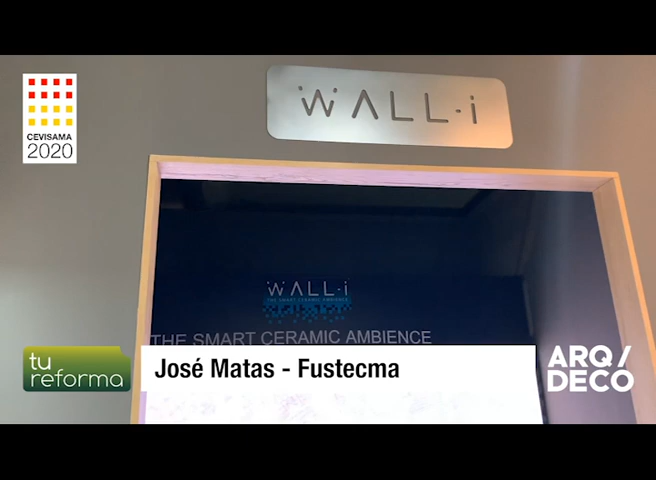 CEVISAMA
2020
WALL·i
WALL·i
THE SMART CERAMIC AMBIENCE
THE SMART CERAMIC AMBIENCE
tu
reforma
José Matas - Fustecma
ARQ/
DECO